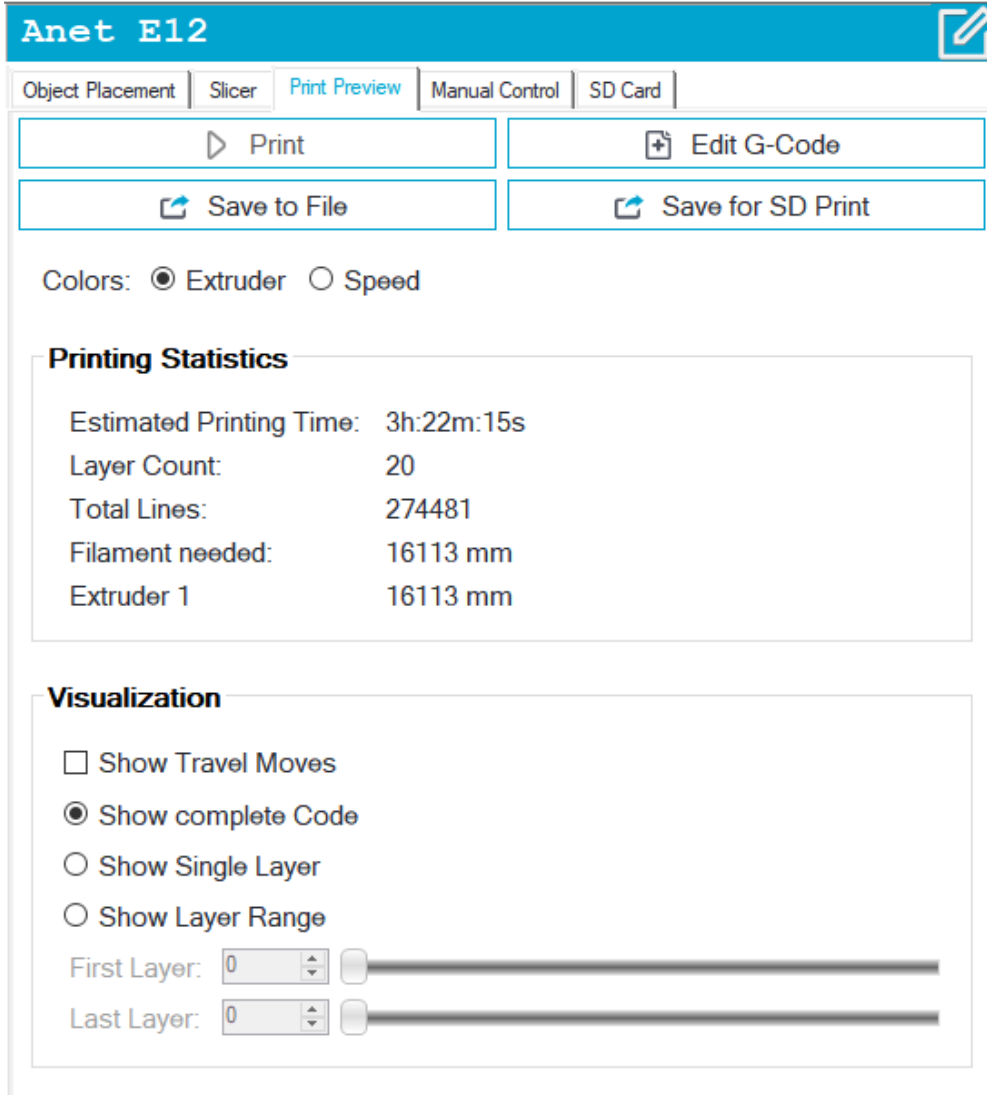 Anet E12
Object Placement Slicer Print Preview Manual Control SD Card
Print Edit G-Code
Save to File Save for SD Print
Colors: Extruder Speed
Printing Statistics
Estimated Printing Time: 3h:22m:15s
Layer Count: 20
Total Lines: 274481
Filament needed: 16113 mm
Extruder 1 16113 mm
Visualization
Show Travel Moves
Show complete Code
Show Single Layer
Show Layer Range
First Layer: 0
Last Layer: 0